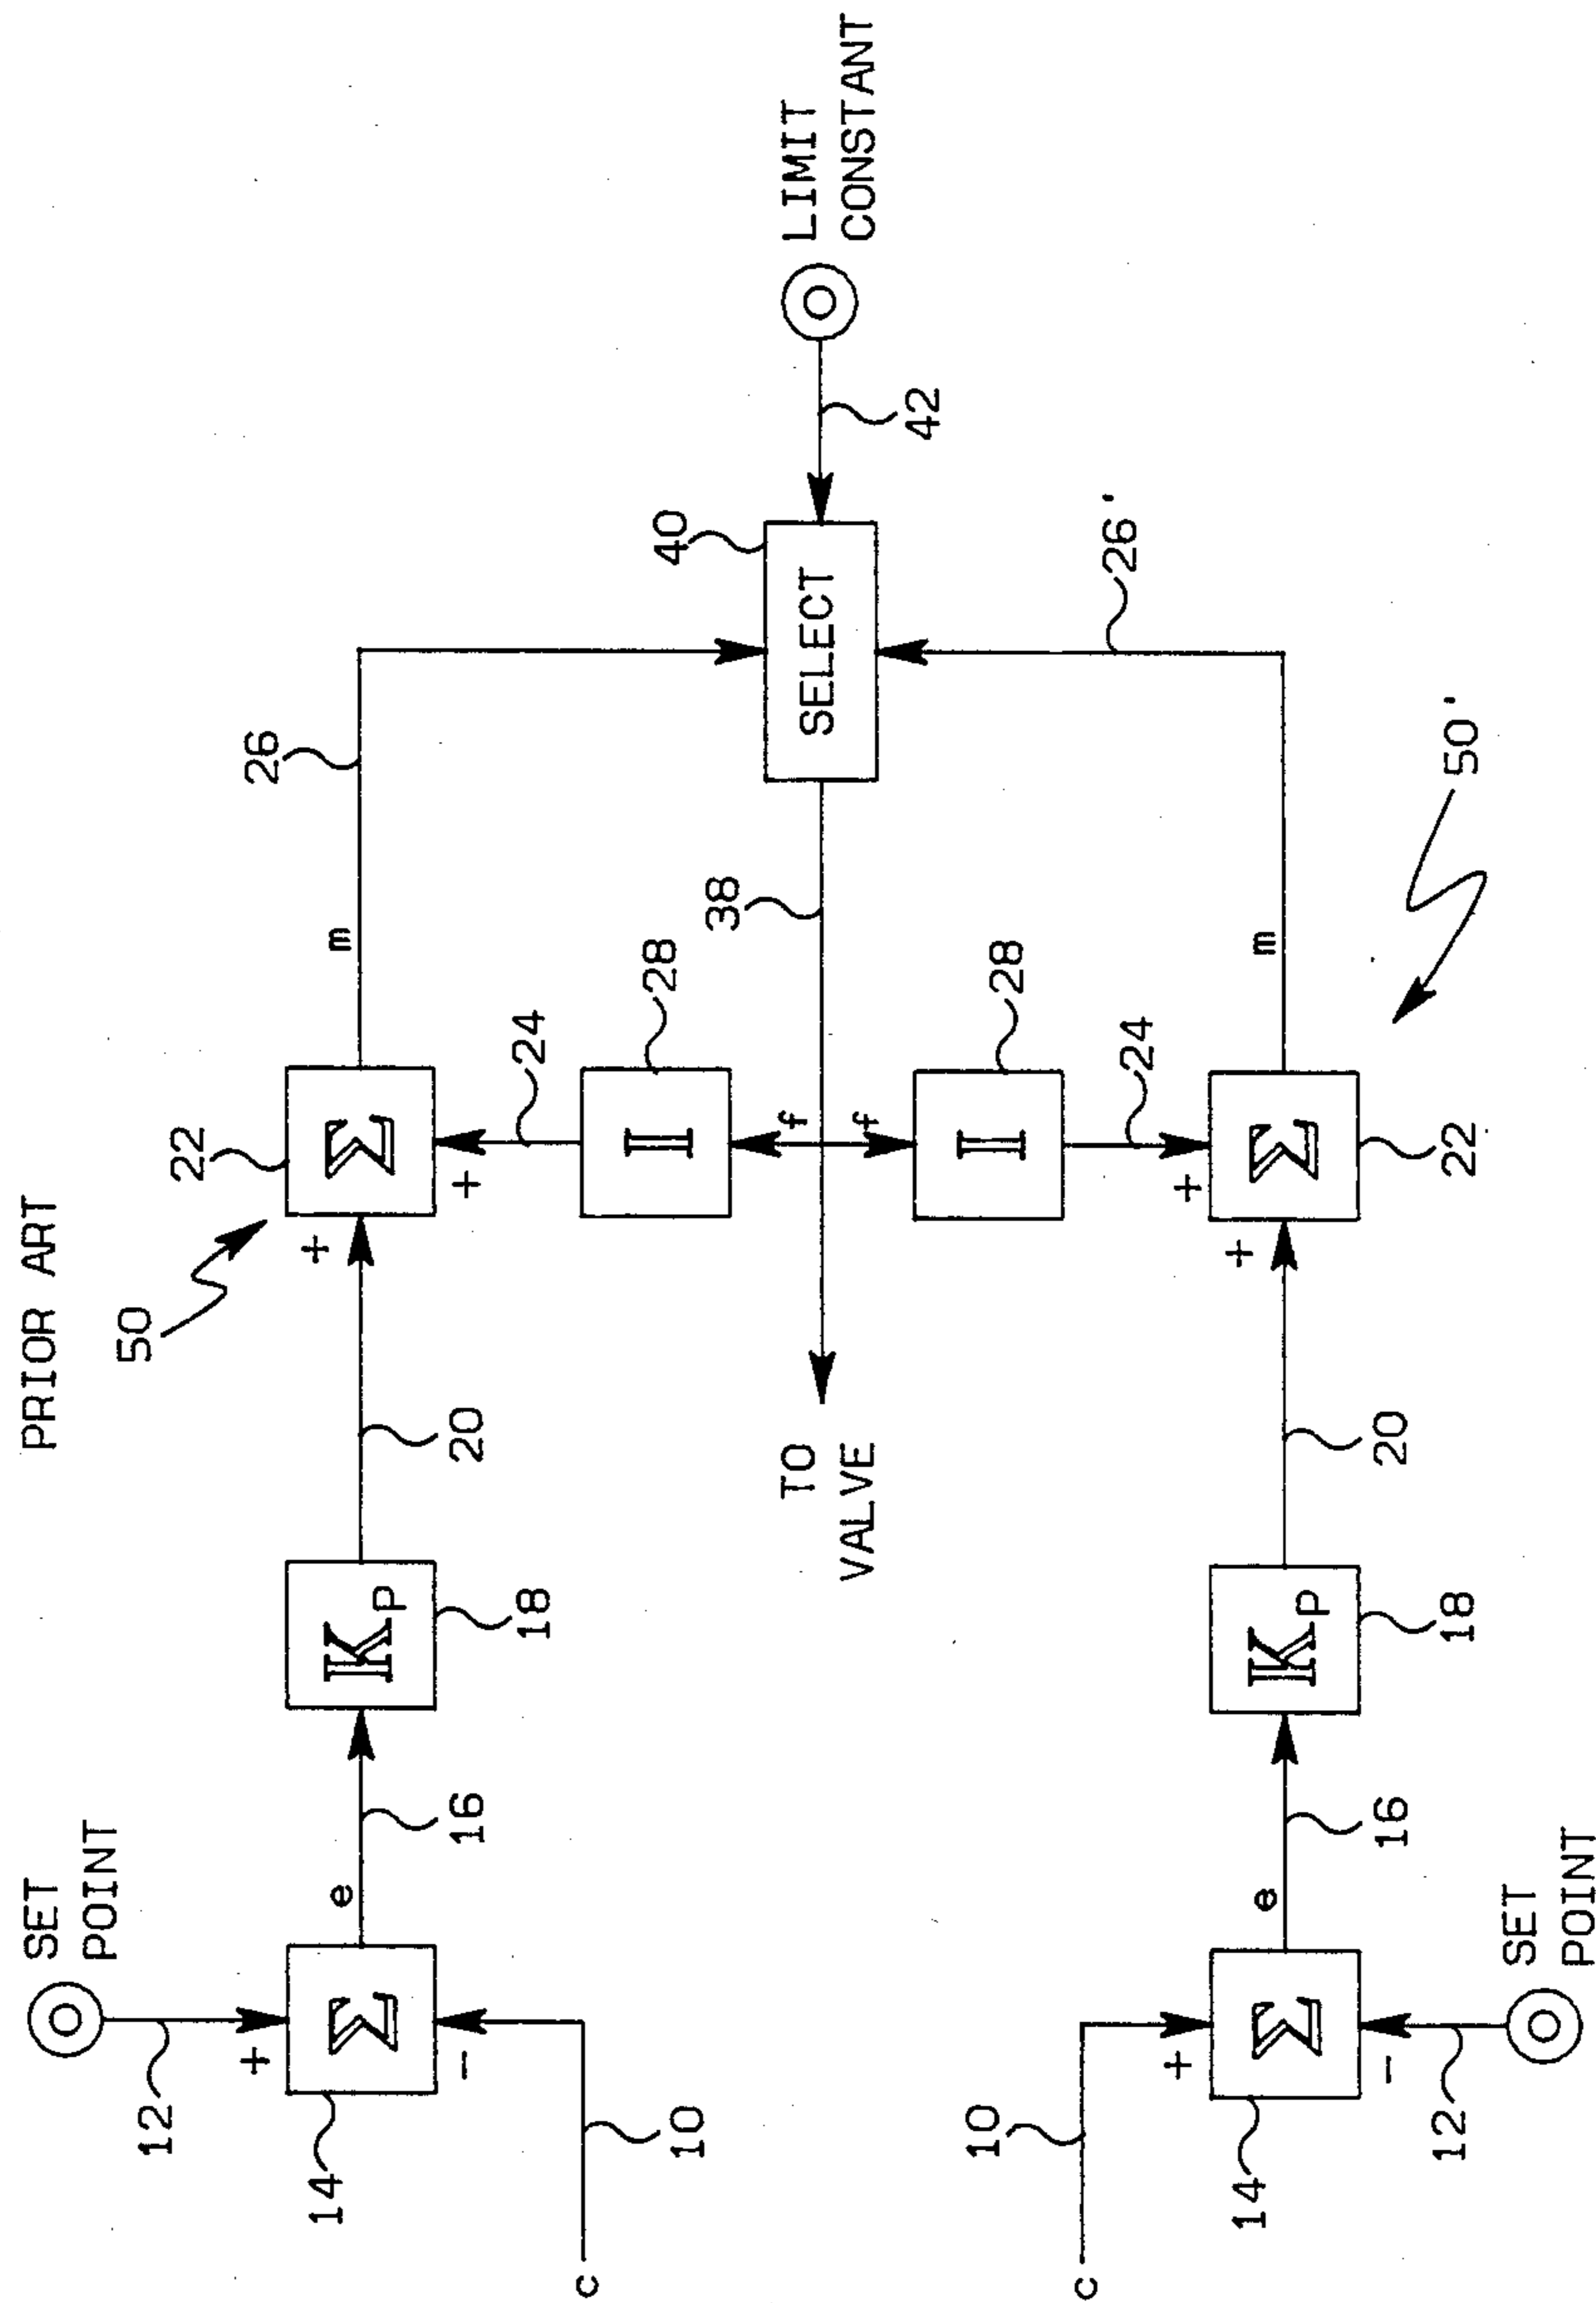 PRIOR ART
SET
POINT
12
+
14
Σ
-
10
c
e
16
Kp
18
20
50
+
22
Σ
+
24
m
26
I
28
f
f
38
TO
VALVE
40
SELECT
42
LIMIT
CONSTANT
26'
I
28
24
+
+
Σ
22
m
50'
20
Kp
18
16
e
c
10
+
14
Σ
-
12
SET
POINT